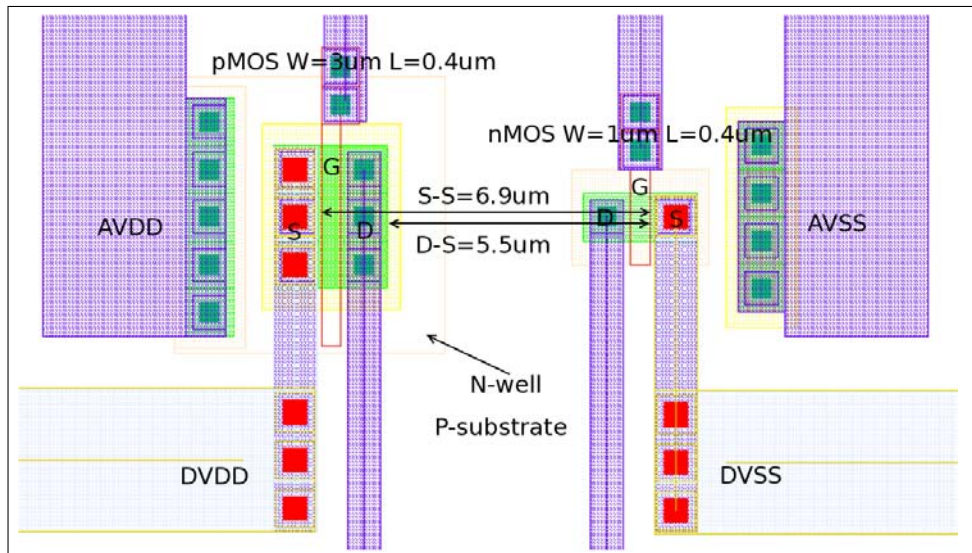 pMOS W=3um L=0.4um
nMOS W=1um L=0.4um
G
G
S-S=6.9um
AVDD
S
D
D
S
AVSS
D-S=5.5um
N-well
P-substrate
DVDD
DVSS